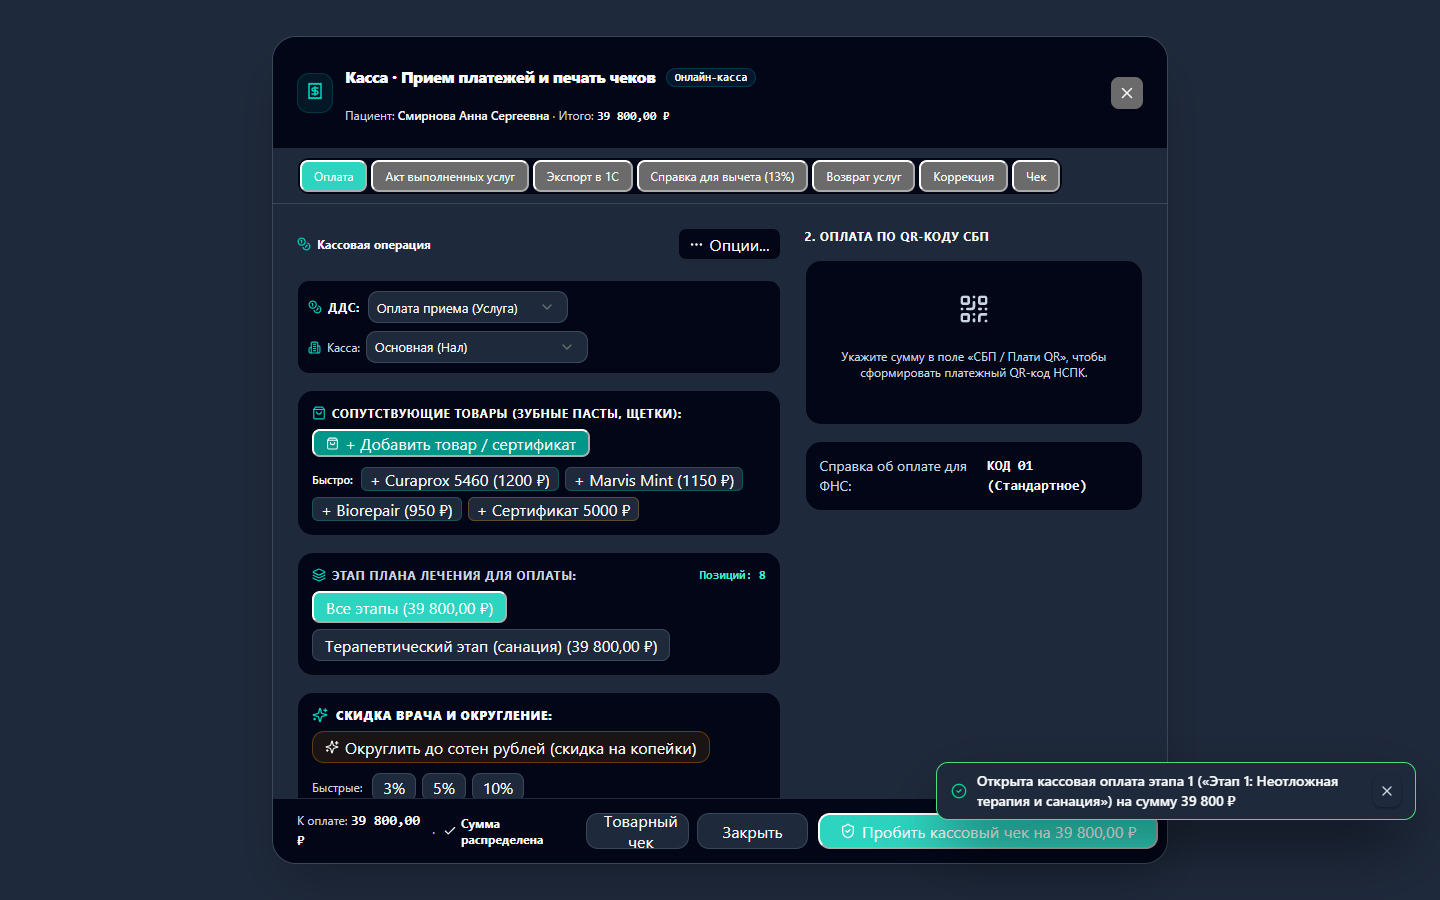 Касса · Прием платежей и печать чеков
Онлайн-касса
Пациент: Смирнова Анна Сергеевна · Итого: 39 800,00 ₽
Оплата
Акт выполненных услуг
Экспорт в 1С
Справка для вычета (13%)
Возврат услуг
Коррекция
Чек
Кассовая операция
Опции...
ДДС:
Оплата приема (Услуга)
Касса:
Основная (Нал)
СОПУТСТВУЮЩИЕ ТОВАРЫ (ЗУБНЫЕ ПАСТЫ, ЩЕТКИ):
+ Добавить товар / сертификат
Быстро:
+ Curaprox 5460 (1200 ₽)
+ Marvis Mint (1150 ₽)
+ Biorepair (950 ₽)
+ Сертификат 5000 ₽
ЭТАП ПЛАНА ЛЕЧЕНИЯ ДЛЯ ОПЛАТЫ:
Позиций: 8
Все этапы (39 800,00 ₽)
Терапевтический этап (санация) (39 800,00 ₽)
СКИДКА ВРАЧА И ОКРУГЛЕНИЕ:
Округлить до сотен рублей (скидка на копейки)
Быстрые:
3%
5%
10%
2. ОПЛАТА ПО QR-КОДУ СБП
Укажите сумму в поле «СБП / Плати QR», чтобы
сформировать платежный QR-код НСПК.
Справка об оплате для
ФНС:
КОД 01
(Стандартное)
Открыта кассовая оплата этапа 1 («Этап 1: Неотложная
терапия и санация») на сумму 39 800 ₽
К оплате: 39 800,00
₽
·
Сумма
распределена
Товарный
чек
Закрыть
Пробить кассовый чек на 39 800,00 ₽